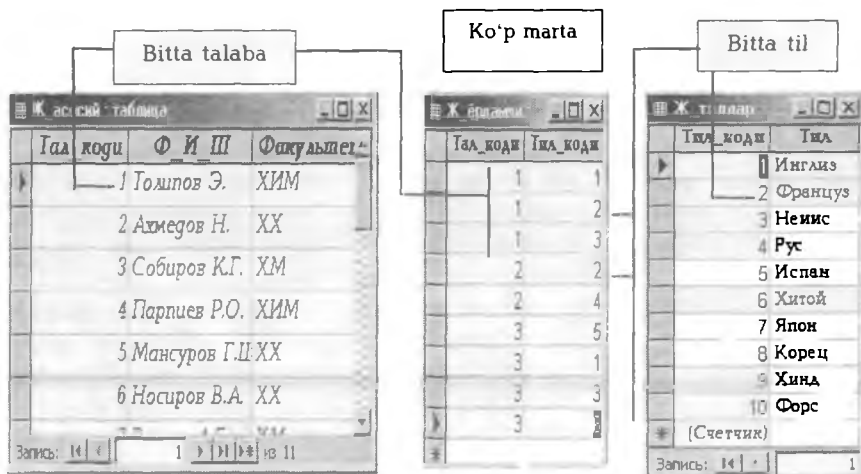 Bitta talaba
Ko‘p marta
Bitta til
Ж_асосий таблица
Тал_коди Ф_И_Ш Факультет
1 Толипов Э. ХИМ
2 Ахмедов Н. ХХ
3 Собиров К.Г. ХМ
4 Парпиев Р.О. ХИМ
5 Мансуров Г.Ш ХХ
6 Носиров В.А. ХХ
Запись: 1 из 11
Тал_коди Тил_коди
1 1
1 2
1 3
2 2
2 4
3 5
3 1
3 3
3
Ж_тиллар
Тил_коди Тил
1 Инглиз
2 Француз
3 Немис
4 Рус
5 Испан
6 Хитой
7 Япон
8 Корец
9 Хинд
10 Форс
(Счетчик)
Запись: 1